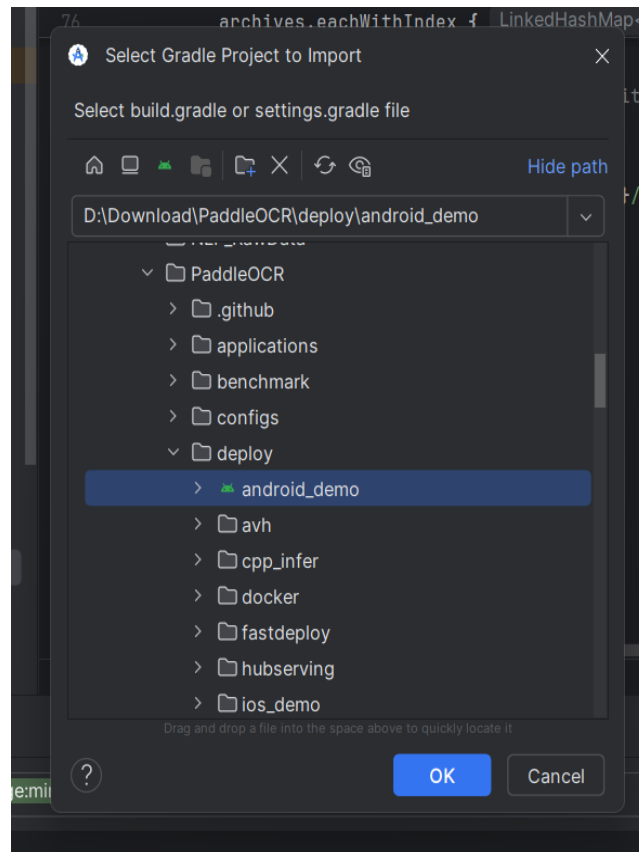 76 archives.eachWithIndex { LinkedHashMap<
Select Gradle Project to Import
Select build.gradle or settings.gradle file
Hide path
D:\Download\PaddleOCR\deploy\android_demo
PaddleOCR
.github
applications
benchmark
configs
deploy
android_demo
avh
cpp_infer
docker
fastdeploy
hubserving
ios_demo
Drag and drop a file into the space above to quickly locate it
? OK Cancel